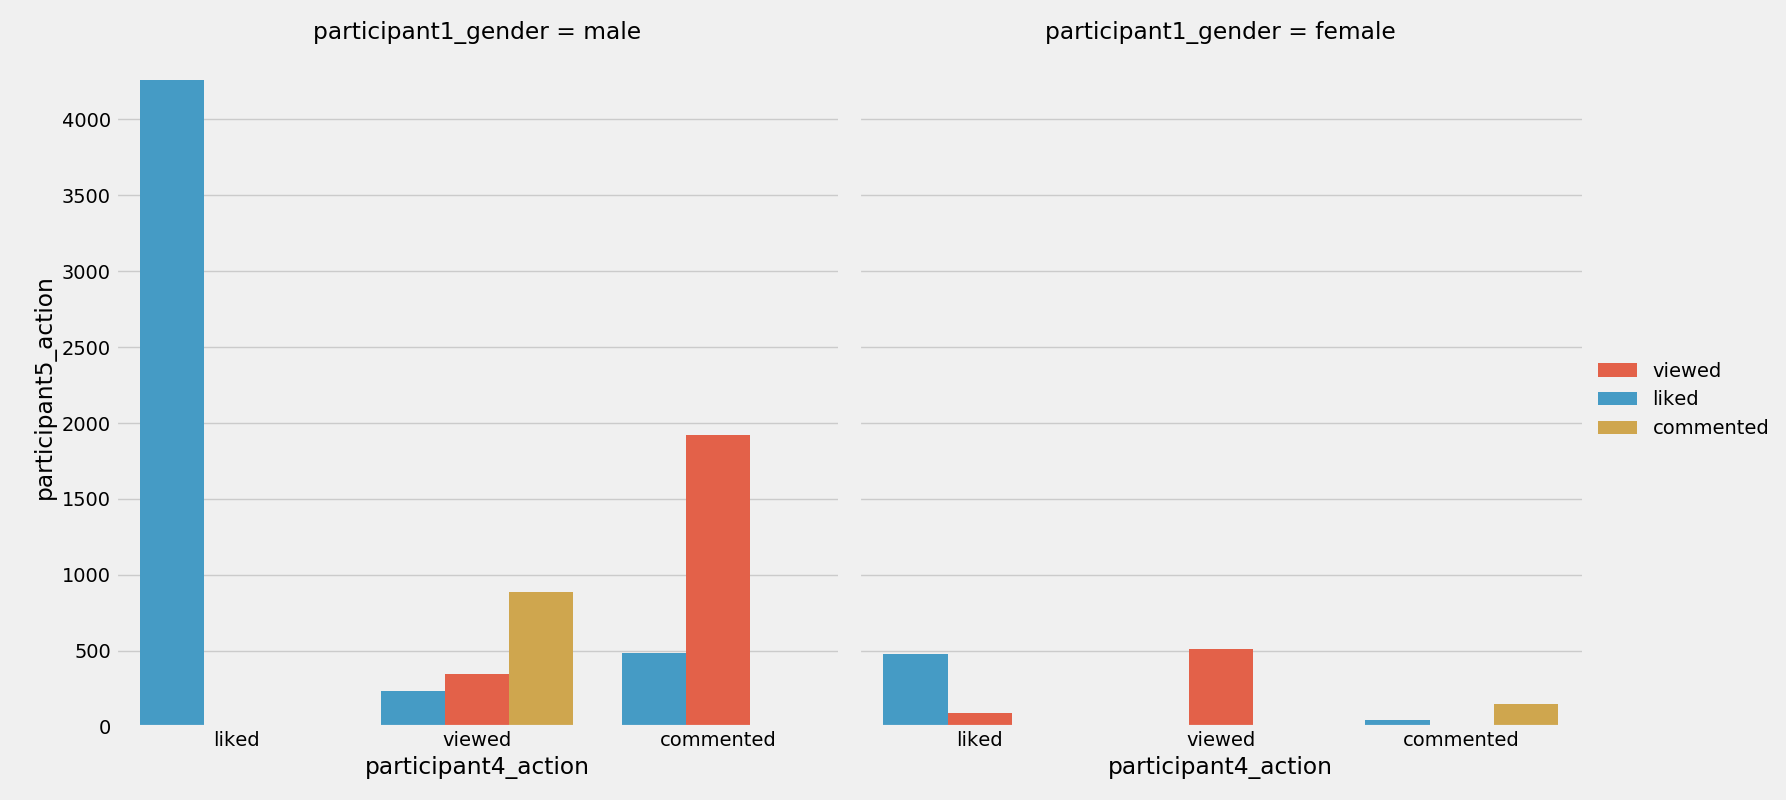 participant1_gender = male
participant1_gender = female
participant5_action
4000
3500
3000
2500
2000
1500
1000
500
0
liked
viewed
commented
participant4_action
liked
viewed
commented
participant4_action
viewed
liked
commented